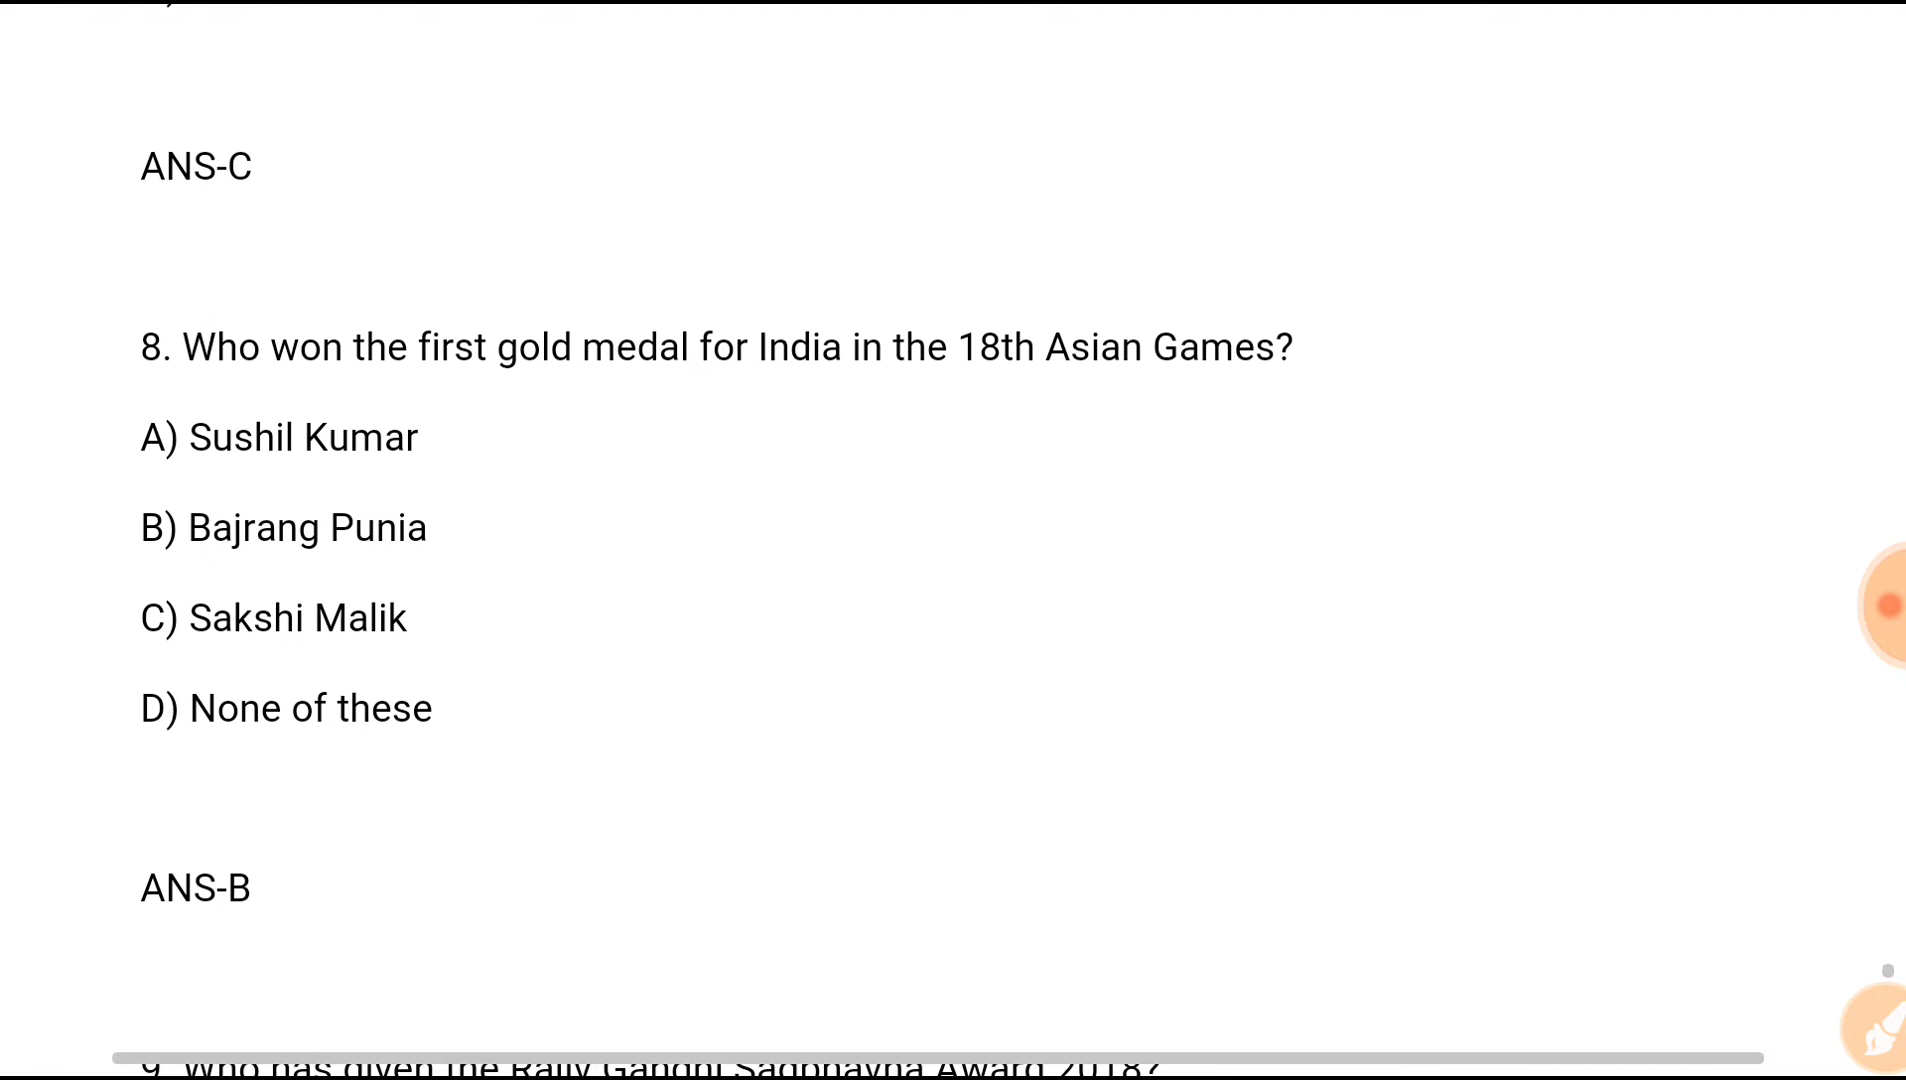 ANS-C
8. Who won the first gold medal for India in the 18th Asian Games?
A) Sushil Kumar
B) Bajrang Punia
C) Sakshi Malik
D) None of these
ANS-B
9. Who has given the Rajiv Gandhi Sadbhavna Award 2018?